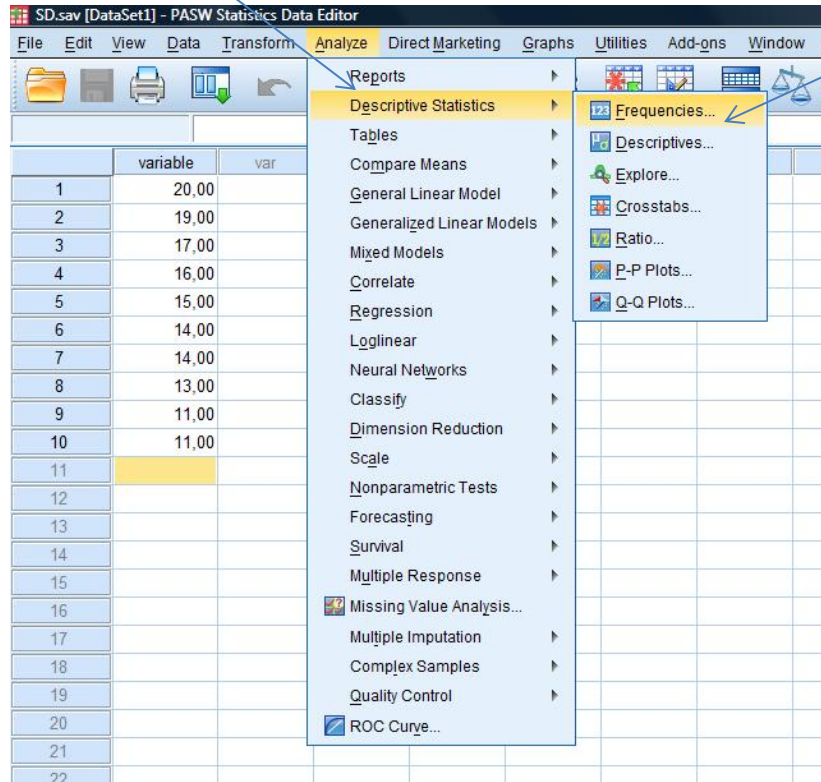 SD.sav [DataSet1] - PASW Statistics Data Editor
File Edit View Data Transform Analyze Direct Marketing Graphs Utilities Add-ons Window
Reports
Descriptive Statistics
Tables
Compare Means
General Linear Model
Generalized Linear Models
Mixed Models
Correlate
Regression
Loglinear
Neural Networks
Classify
Dimension Reduction
Scale
Nonparametric Tests
Forecasting
Survival
Multiple Response
Missing Value Analysis...
Multiple Imputation
Complex Samples
Quality Control
ROC Curve...
123 Frequencies...
Descriptives...
Explore...
Crosstabs...
1/2 Ratio...
P-P Plots...
Q-Q Plots...
variable var
1 20,00
2 19,00
3 17,00
4 16,00
5 15,00
6 14,00
7 14,00
8 13,00
9 11,00
10 11,00
11
12
13
14
15
16
17
18
19
20
21
22